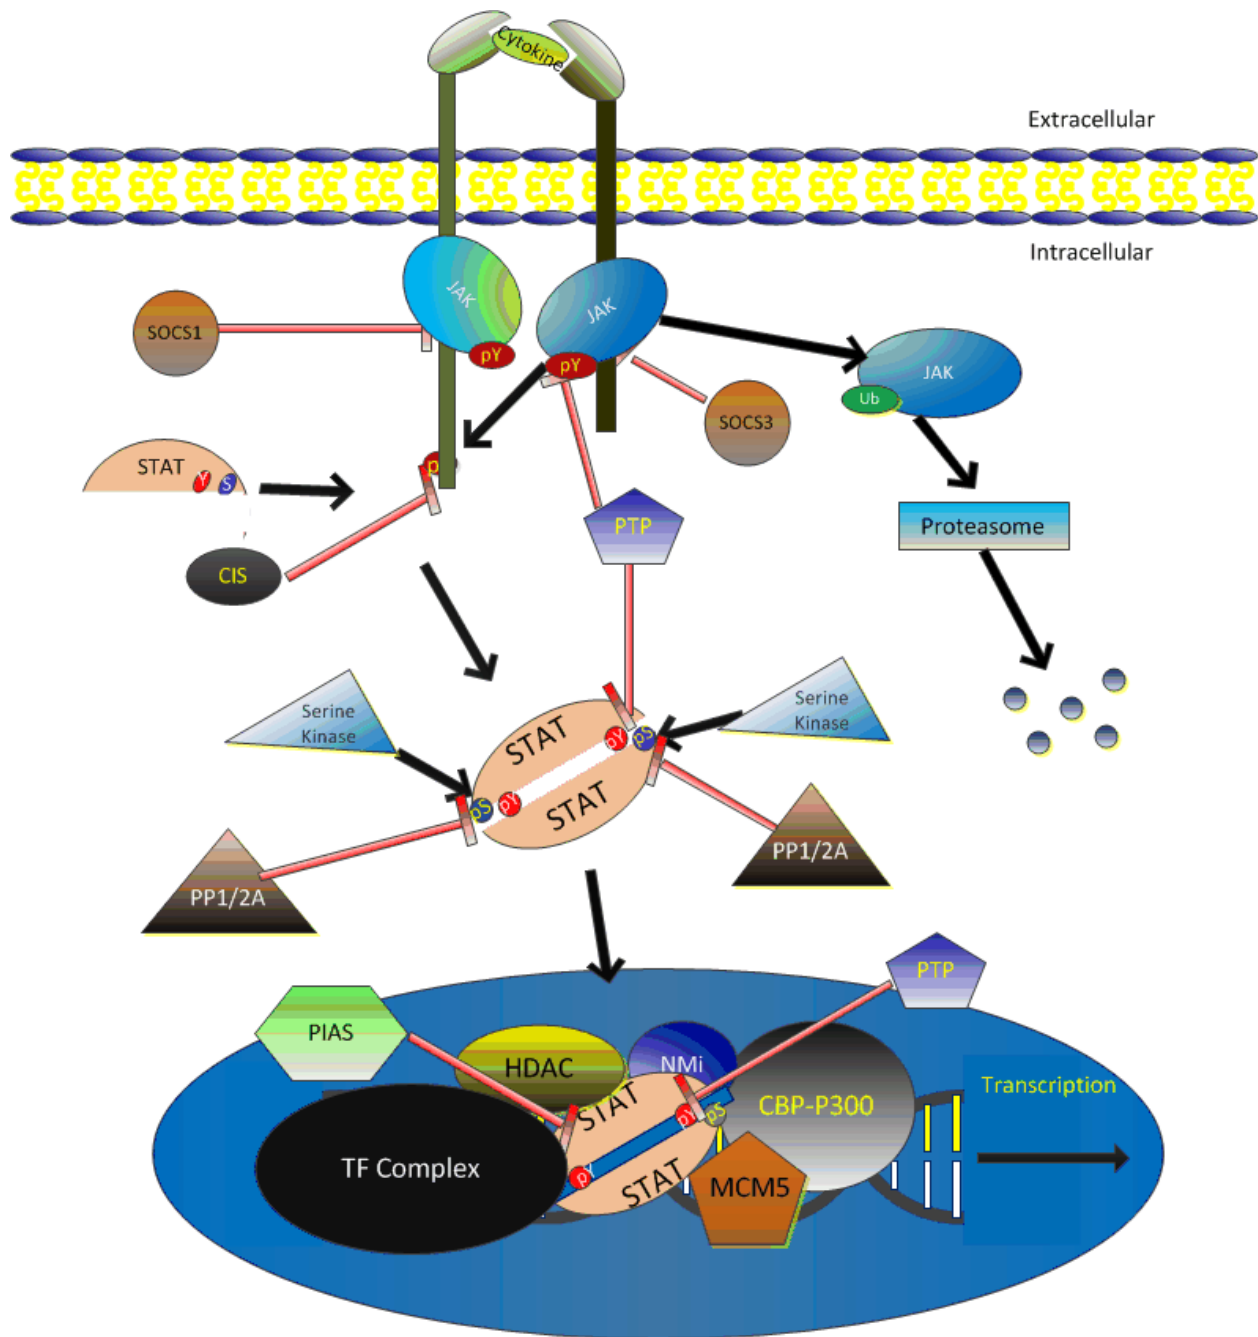 Cytokine
Extracellular
Intracellular
JAK
JAK
SOCS1
pY
pY
JAK
Ub
SOCS3
STAT
Y
S
p
PTP
Proteasome
CIS
Serine
Kinase
Serine
Kinase
STAT
pY
pS
pS
pY
STAT
PP1/2A
PP1/2A
PTP
PIAS
HDAC
NMi
STAT
CBP-P300
Transcription
pY
pS
TF Complex
pY
STAT
MCM5